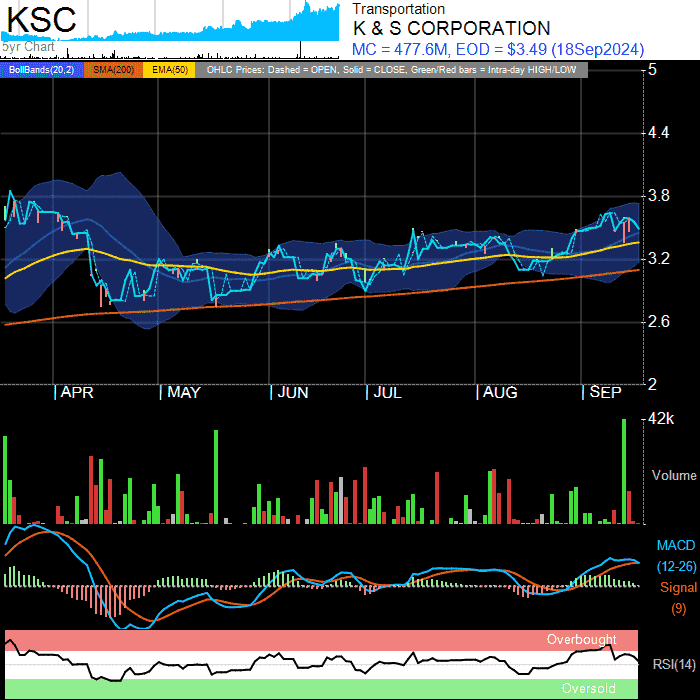 KSC
5yr Chart
Transportation
K & S CORPORATION
MC = 477.6M, EOD = $3.49 (18Sep2024)
BollBands(20,2) SMA(200) EMA(50) OHLC Prices: Dashed = OPEN, Solid = CLOSE, Green/Red bars = Intra-day HIGH/LOW
5
4.4
3.8
3.2
2.6
2
APR MAY JUN JUL AUG SEP
42k
Volume
MACD
(12-26)
Signal
(9)
Overbought
RSI(14)
Oversold